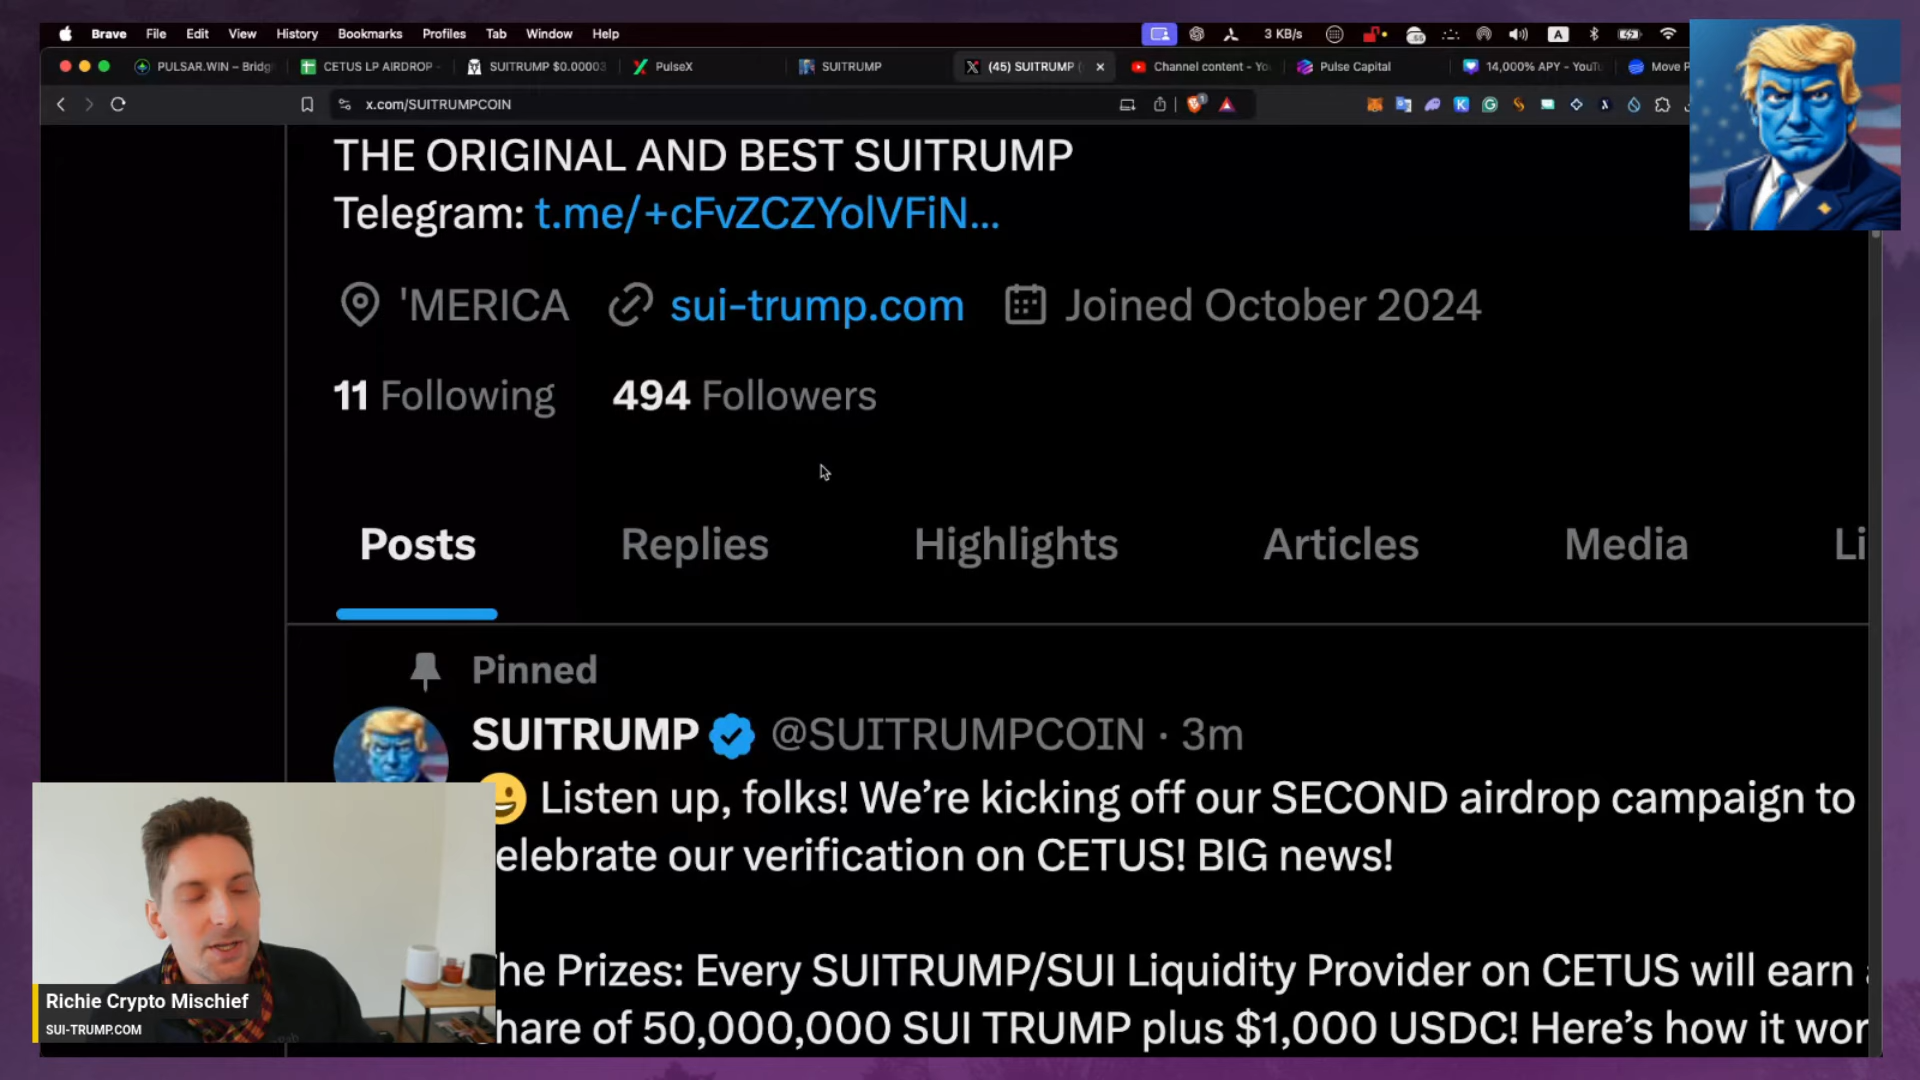 Brave File Edit View History Bookmarks Profiles Tab Window Help 3 KB/s A
PULSAR.WIN – Bridg CETUS LP AIRDROP - SUITRUMP $0.00003 PulseX SUITRUMP (45) SUITRUMP ( Channel content - Yo Pulse Capital 14,000% APY - YouTu Move P
x.com/SUITRUMPCOIN
THE ORIGINAL AND BEST SUITRUMP
Telegram: t.me/+cFvZCZYolVFiN...
'MERICA sui-trump.com Joined October 2024
11 Following 494 Followers
Posts Replies Highlights Articles Media Li
Pinned
SUITRUMP @SUITRUMPCOIN · 3m
Listen up, folks! We're kicking off our SECOND airdrop campaign to
elebrate our verification on CETUS! BIG news!
he Prizes: Every SUITRUMP/SUI Liquidity Provider on CETUS will earn
hare of 50,000,000 SUI TRUMP plus $1,000 USDC! Here's how it wor
Richie Crypto Mischief
SUI-TRUMP.COM